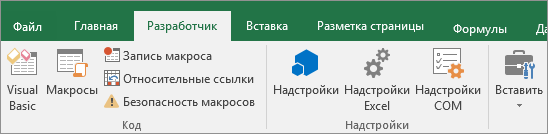 Файл Главная Разработчик Вставка Разметка страницы Формулы
Visual Basic
Макросы
Запись макроса
Относительные ссылки
Безопасность макросов
Код
Надстройки
Надстройки Excel
Надстройки COM
Надстройки
Вставить